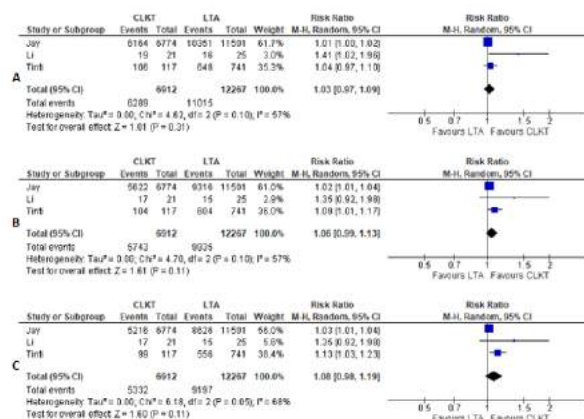 CLKT LTA Risk Ratio Risk Ratio
Study or Subgroup Events Total Events Total Weight M-H, Random, 95% CI M-H, Random, 95% CI
Jay 6164 6774 10351 11501 61.7% 1.01 [1.00, 1.02]
Li 19 21 16 25 3.0% 1.41 [1.02, 1.96]
Tinti 106 117 648 741 35.3% 1.04 [0.97, 1.10]
A
Total (95% CI) 6912 12267 100.0% 1.03 [0.97, 1.09]
Total events 6289 11015
Heterogeneity: Tau² = 0.00; Chi² = 4.62, df = 2 (P = 0.10); I² = 57%
Test for overall effect: Z = 1.01 (P = 0.31)
0.5 0.7 1 2
Favours LTA Favours CLKT
CLKT LTA Risk Ratio Risk Ratio
Study or Subgroup Events Total Events Total Weight M-H, Random, 95% CI M-H, Random, 95% CI
Jay 5622 6774 9316 11501 61.0% 1.02 [1.01, 1.04]
Li 17 21 15 25 2.9% 1.35 [0.92, 1.98]
Tinti 104 117 604 741 36.0% 1.09 [1.01, 1.17]
B
Total (95% CI) 6912 12267 100.0% 1.06 [0.99, 1.13]
Total events 5743 9935
Heterogeneity: Tau² = 0.00; Chi² = 4.70, df = 2 (P = 0.10); I² = 57%
Test for overall effect: Z = 1.61 (P = 0.11)
0.5 0.7 1 2
Favours LTA Favours CLKT
CLKT LTA Risk Ratio Risk Ratio
Study or Subgroup Events Total Events Total Weight M-H, Random, 95% CI M-H, Random, 95% CI
Jay 5216 6774 8626 11501 56.0% 1.03 [1.01, 1.04]
Li 17 21 15 25 5.6% 1.35 [0.92, 1.98]
Tinti 99 117 556 741 38.4% 1.13 [1.03, 1.23]
C
Total (95% CI) 6912 12267 100.0% 1.08 [0.98, 1.19]
Total events 5332 9197
Heterogeneity: Tau² = 0.00; Chi² = 6.18, df = 2 (P = 0.05); I² = 68%
Test for overall effect: Z = 1.60 (P = 0.11)
0.5 0.7 1 2
Favours LTA Favours CLKT